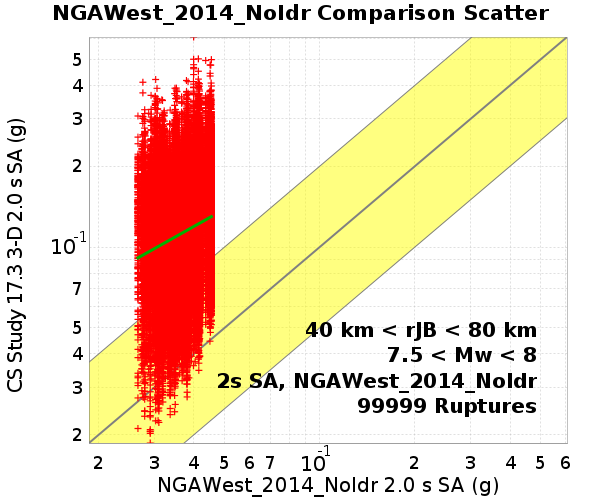 NGAWest_2014_NoIdr Comparison Scatter
CS Study 17.3 3-D 2.0 s SA (g)
5
4
3
2
10-1
7
5
4
3
2
40 km < rJB < 80 km
7.5 < Mw < 8
2s SA, NGAWest_2014_NoIdr
99999 Ruptures
2 3 4 5 6 7 10-1 2 3 4 5 6
NGAWest_2014_NoIdr 2.0 s SA (g)